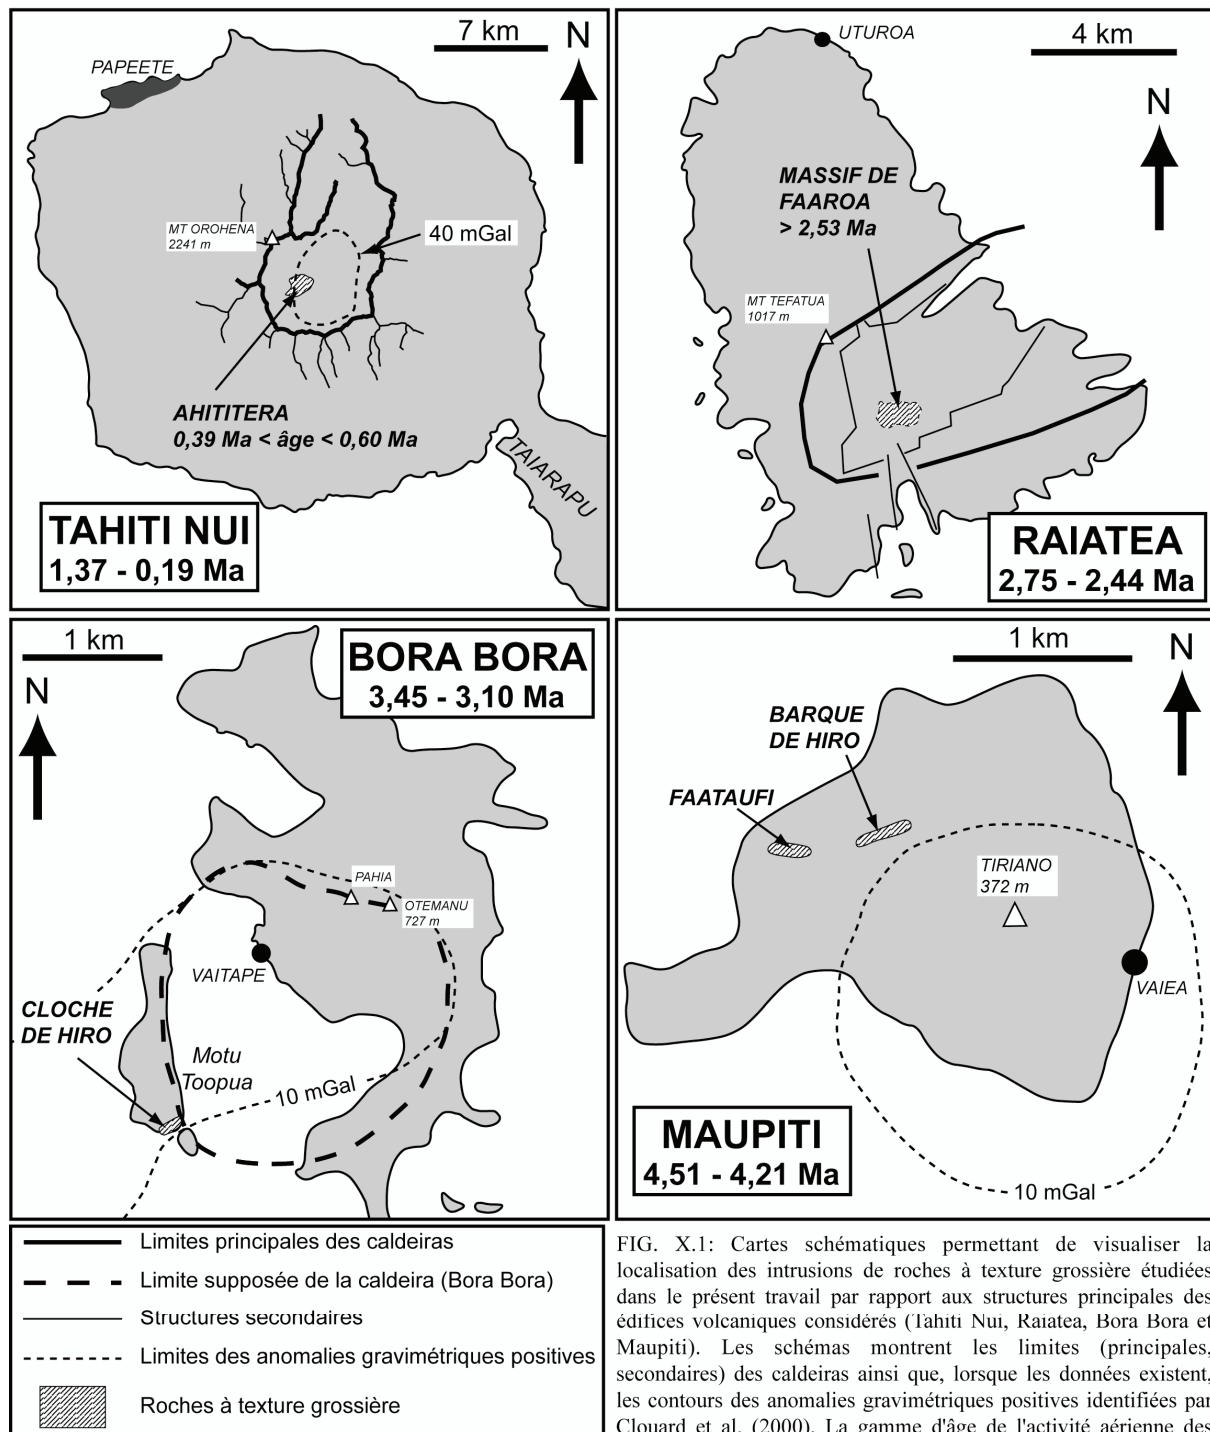 7 km
N
PAPEETE
MT OROHENA
2241 m
40 mGal
AHITITERA
0,39 Ma < âge < 0,60 Ma
TAIARAPU
TAHITI NUI
1,37 - 0,19 Ma
UTUROA
4 km
N
MASSIF DE
FAAROA
> 2,53 Ma
MT TEFATUA
1017 m
RAIATEA
2,75 - 2,44 Ma
1 km
N
BORA BORA
3,45 - 3,10 Ma
PAHIA
OTEMANU
727 m
VAITAPE
CLOCHE
DE HIRO
Motu
Toopua
10 mGal
1 km
N
BARQUE
DE HIRO
FAATAUFI
TIRIANO
372 m
VAIEA
MAUPITI
4,51 - 4,21 Ma
10 mGal
Limites principales des caldeiras
Limite supposée de la caldeira (Bora Bora)
Structures secondaires
Limites des anomalies gravimétriques positives
Roches à texture grossière
FIG. X.1: Cartes schématiques permettant de visualiser la
localisation des intrusions de roches à texture grossière étudiées
dans le présent travail par rapport aux structures principales des
édifices volcaniques considérés (Tahiti Nui, Raiatea, Bora Bora et
Maupiti). Les schémas montrent les limites (principales,
secondaires) des caldeiras ainsi que, lorsque les données existent,
les contours des anomalies gravimétriques positives identifiées par
Clouard et al. (2000). La gamme d'âge de l'activité aérienne des